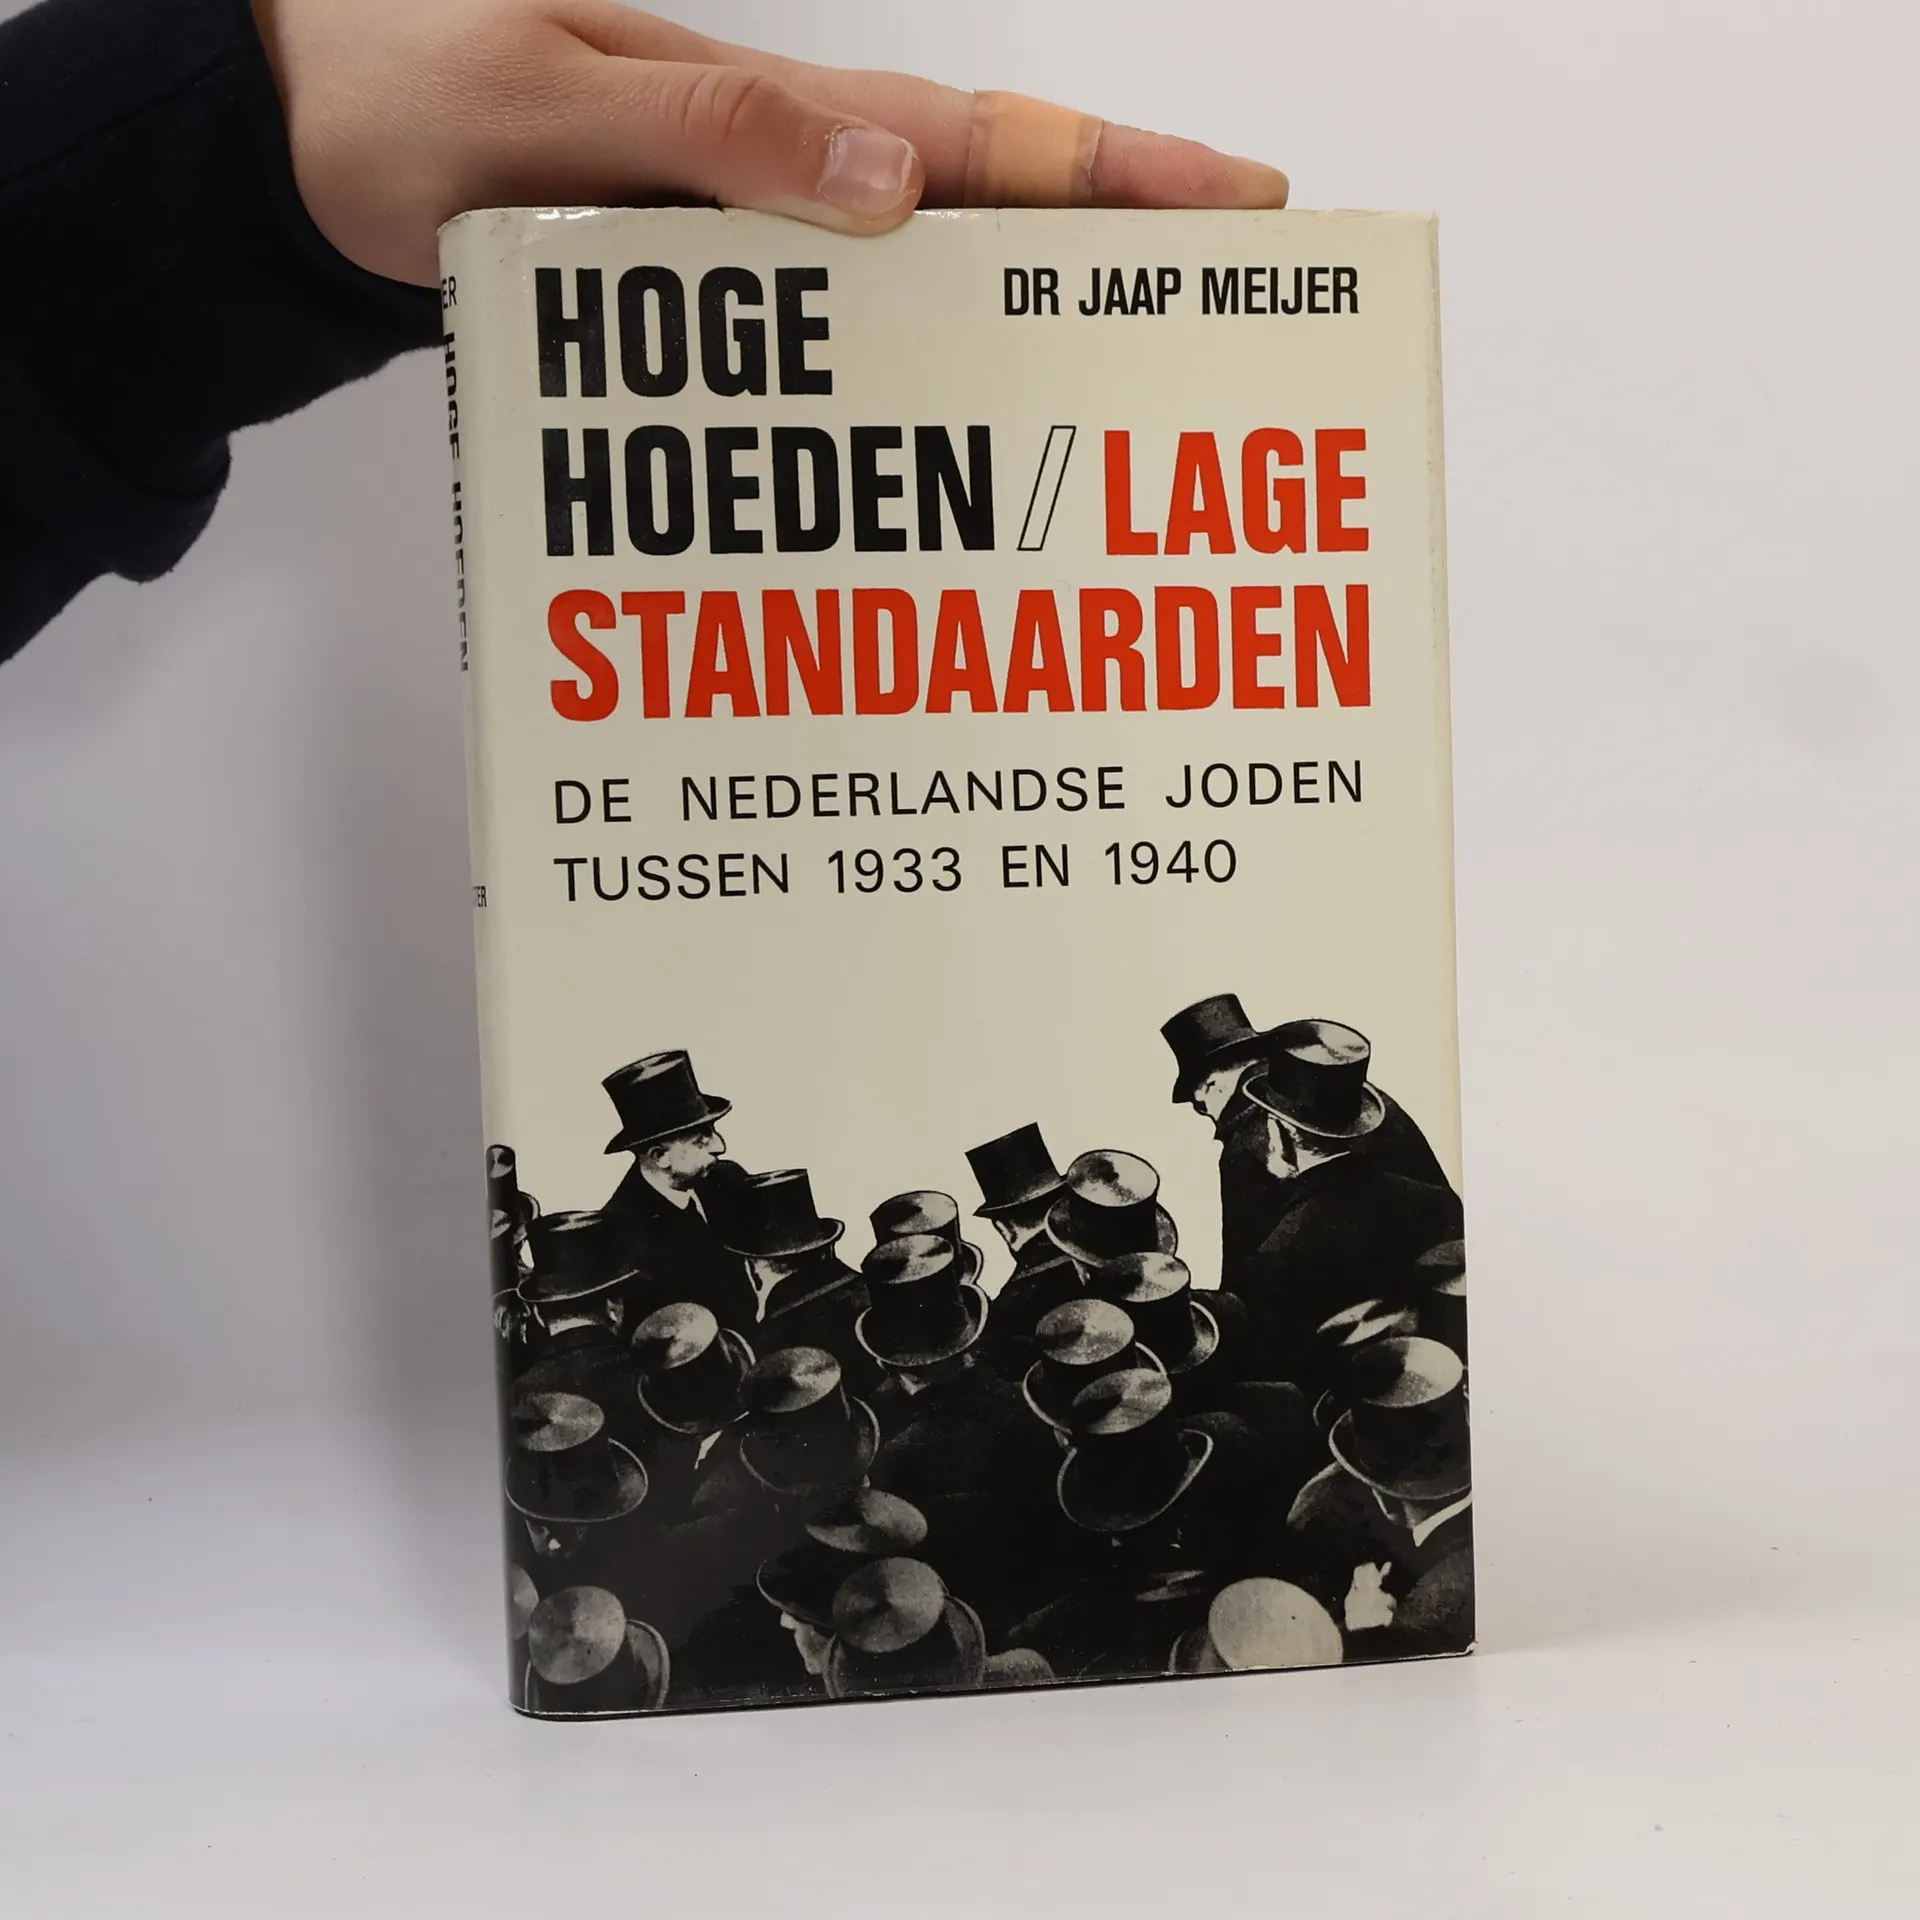 HOGE
DR JAAP MEIJER
HOEDEN / LAGE
STANDAARDEN
DE NEDERLANDSE JODEN
TUSSEN 1933 EN 1940
HOGE HOEDEN